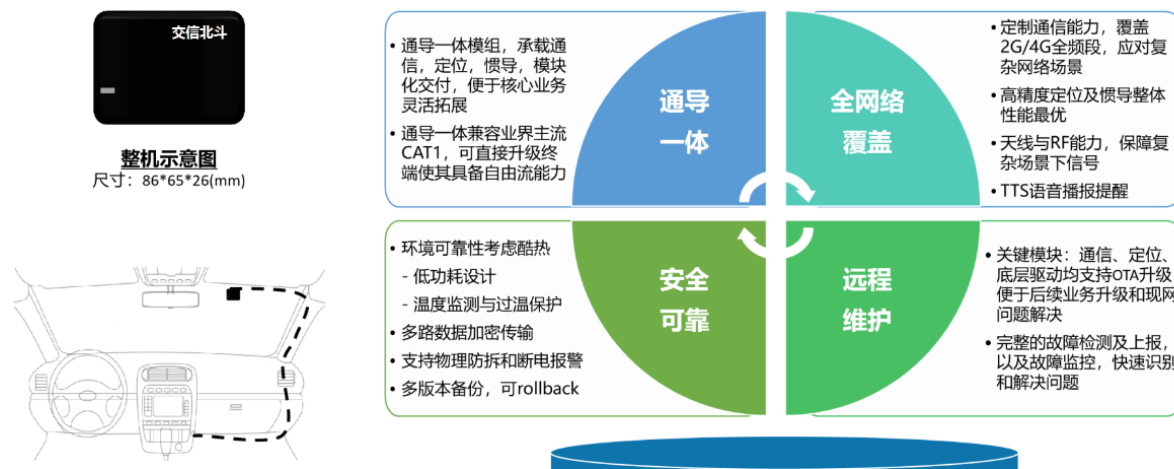 交信北斗
整机示意图
尺寸：86*65*26(mm)
• 通导一体模组，承载通
信，定位，惯导，模块
化交付，便于核心业务
灵活拓展
• 通导一体兼容业界主流
CAT1，可直接升级终
端使其具备自由流能力
通导
一体
全网络
覆盖
• 定制通信能力，覆盖
2G/4G全频段，应对复
杂网络场景
• 高精度定位及惯导整体
性能最优
• 天线与RF能力，保障复
杂场景下信号
• TTS语音播报提醒
• 环境可靠性考虑酷热
- 低功耗设计
- 温度监测与过温保护
• 多路数据加密传输
• 支持物理防拆和断电报警
• 多版本备份，可rollback
安全
可靠
远程
维护
• 关键模块：通信、定位、
底层驱动均支持OTA升级
便于后续业务升级和现网
问题解决
• 完整的故障检测及上报，
以及故障监控，快速识别
和解决问题